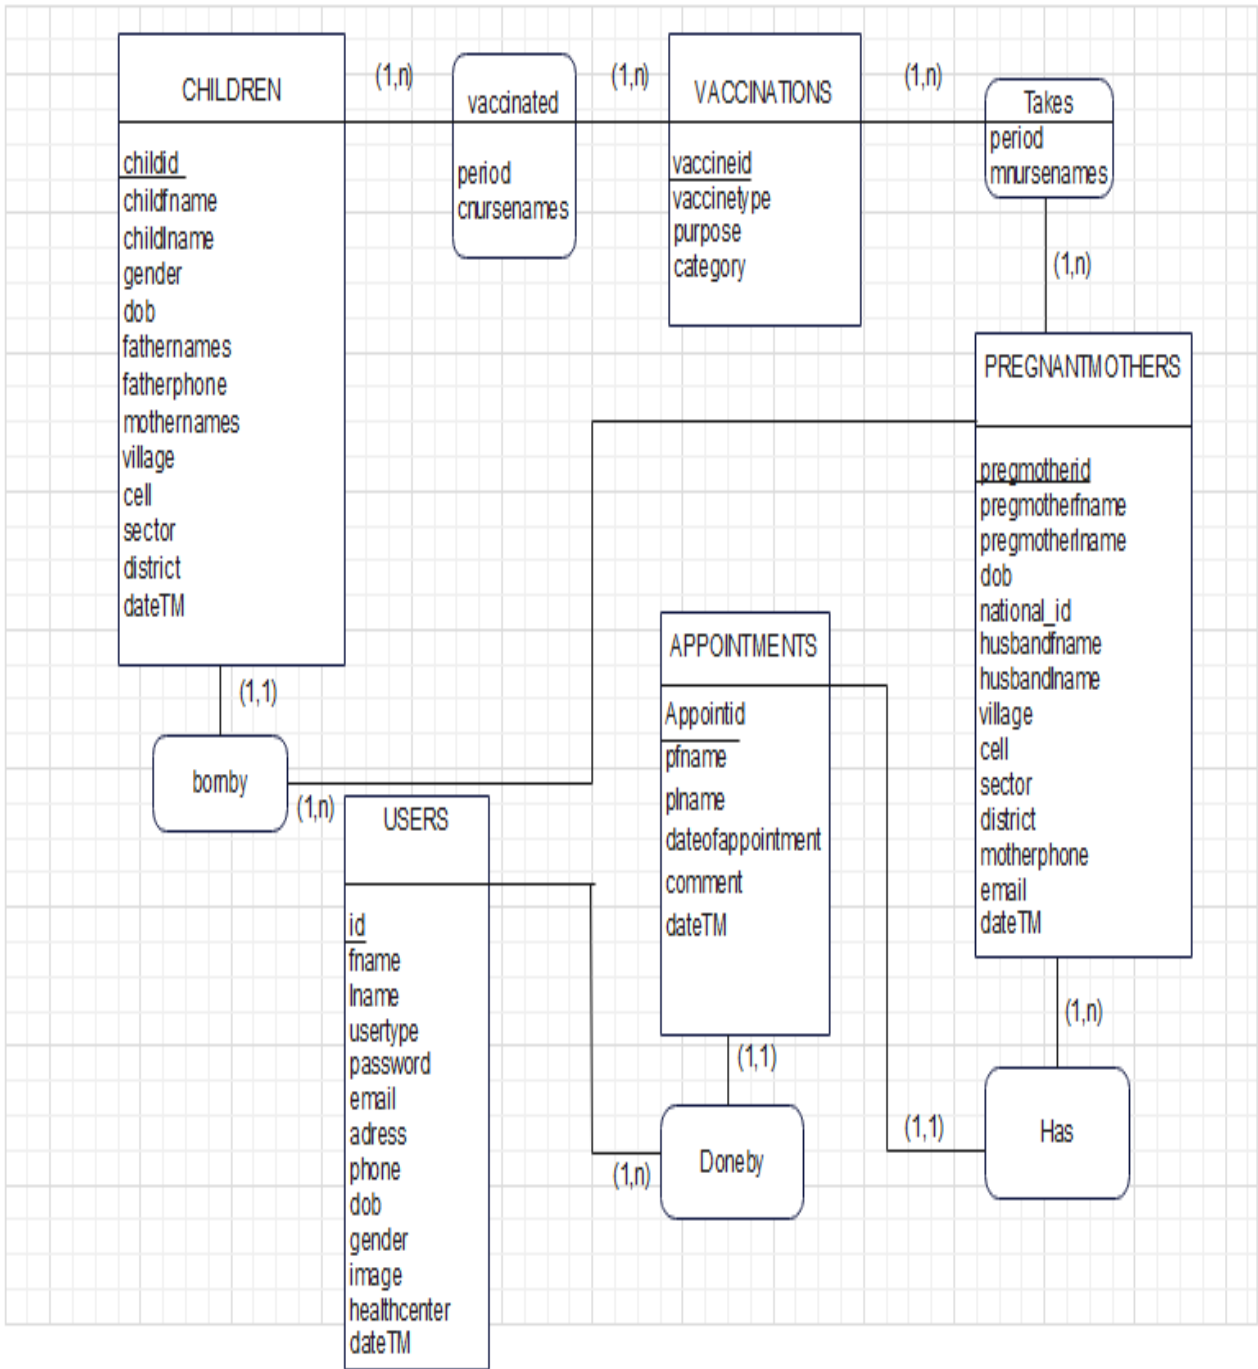 CHILDREN
childid
childfname
childlname
gender
dob
fathernames
fatherphone
mothernames
village
cell
sector
district
dateTM
(1,n)
vaccinated
period
cnursenames
(1,n)
VACCINATIONS
vaccineid
vaccinetype
purpose
category
(1,n)
Takes
period
mnursenames
(1,n)
PREGNANTMOTHERS
pregmotherid
pregmotherfname
pregmotherlname
dob
national_id
husbandfname
husbandlname
village
cell
sector
district
motherphone
email
dateTM
(1,1)
bornby
(1,n)
USERS
id
fname
lname
usertype
password
email
adress
phone
dob
gender
image
healthcenter
dateTM
APPOINTMENTS
Appointid
pfname
plname
dateofappointment
comment
dateTM
(1,1)
Doneby
(1,n)
(1,1)
Has
(1,n)